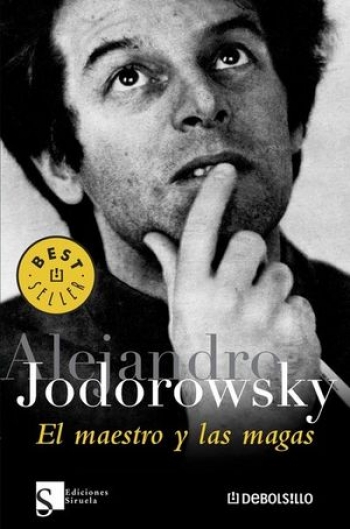 BEST
SELLER
Alejandro
Jodorowsky
El maestro y las magas
S
Ediciones
Siruela
DEBOLSILLO